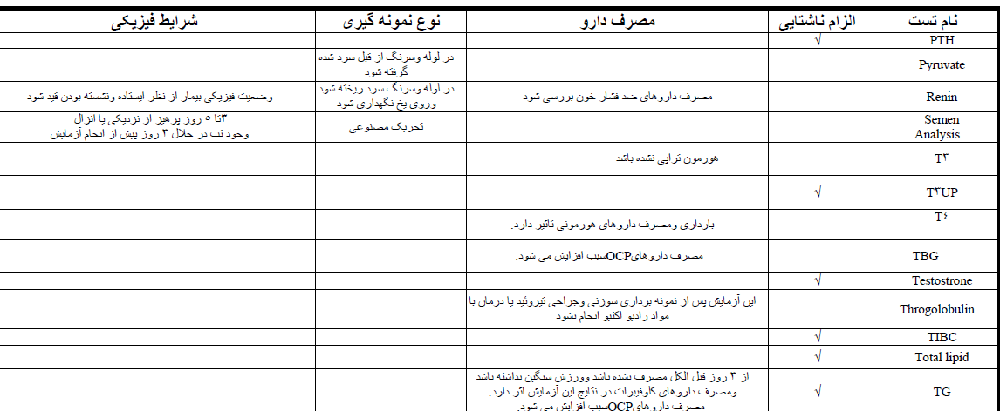 نام تست الزام ناشتایی مصرف دارو نوع نمونه گیری شرایط فیزیکی
PTH √
Pyruvate در لوله وسرنگ از قبل سرد شده
گرفته شود
Renin مصرف داروهای ضد فشار خون بررسی شود در لوله وسرنگ سرد ریخته شود وضعیت فیزیکی بیمار از نظر ایستاده ونشسته بودن قید شود
وروی یخ نگهداری شود
Semen تحریک مصنوعی ۳تا ۵ روز پرهیز از نزدیکی یا انزال
Analysis وجود تب در خلال ۳ روز پیش از انجام آزمایش
T۳ هورمون تراپی نشده باشد
T۳UP √
T٤ بارداری ومصرف داروهای هورمونی تاثیر دارد.
TBG مصرف داروهایOCPسبب افزایش می شود.
Testostrone √
Throgolobulin این آزمایش پس از نمونه برداری سوزنی وجراحی تیروئید یا درمان با
مواد رادیو اکتیو انجام نشود
TIBC √
Total lipid √
TG √ از ۳ روز قبل الکل مصرف نشده باشد وورزش سنگین نداشته باشد
ومصرف داروهای کلوفیبرات در نتایج این آزمایش اثر دارد.
مصرف داروهایOCPسبب افزایش می شود.